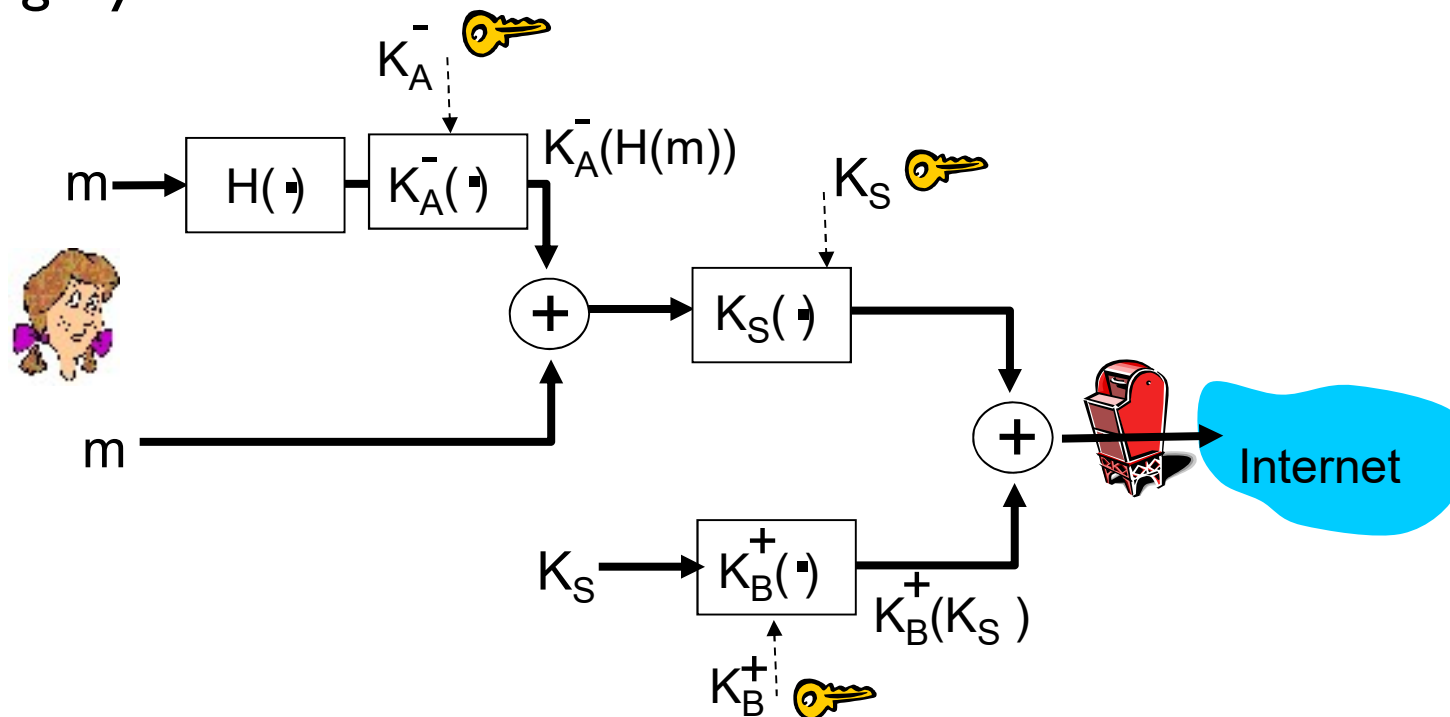 g y
K_A^-
K_A^-(H(m))
m
H(·)
K_A^-(·)
K_S
+
K_S(·)
m
+
Internet
K_S
K_B^+(·)
K_B^+(K_S )
K_B^+